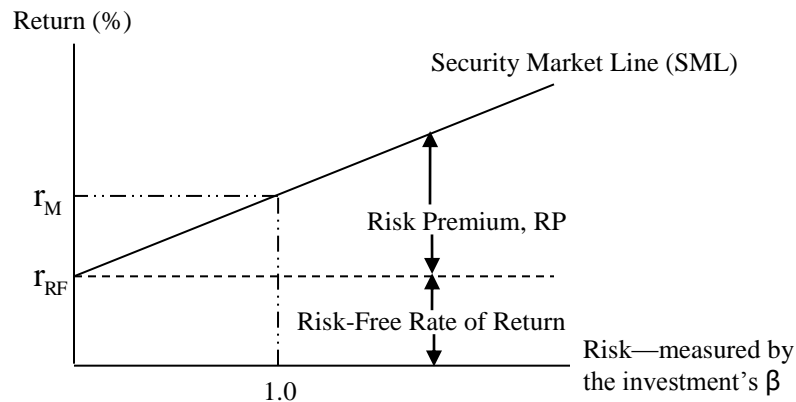 Return (%)
Security Market Line (SML)
r_M
Risk Premium, RP
r_RF
Risk-Free Rate of Return
Risk—measured by
the investment's β
1.0